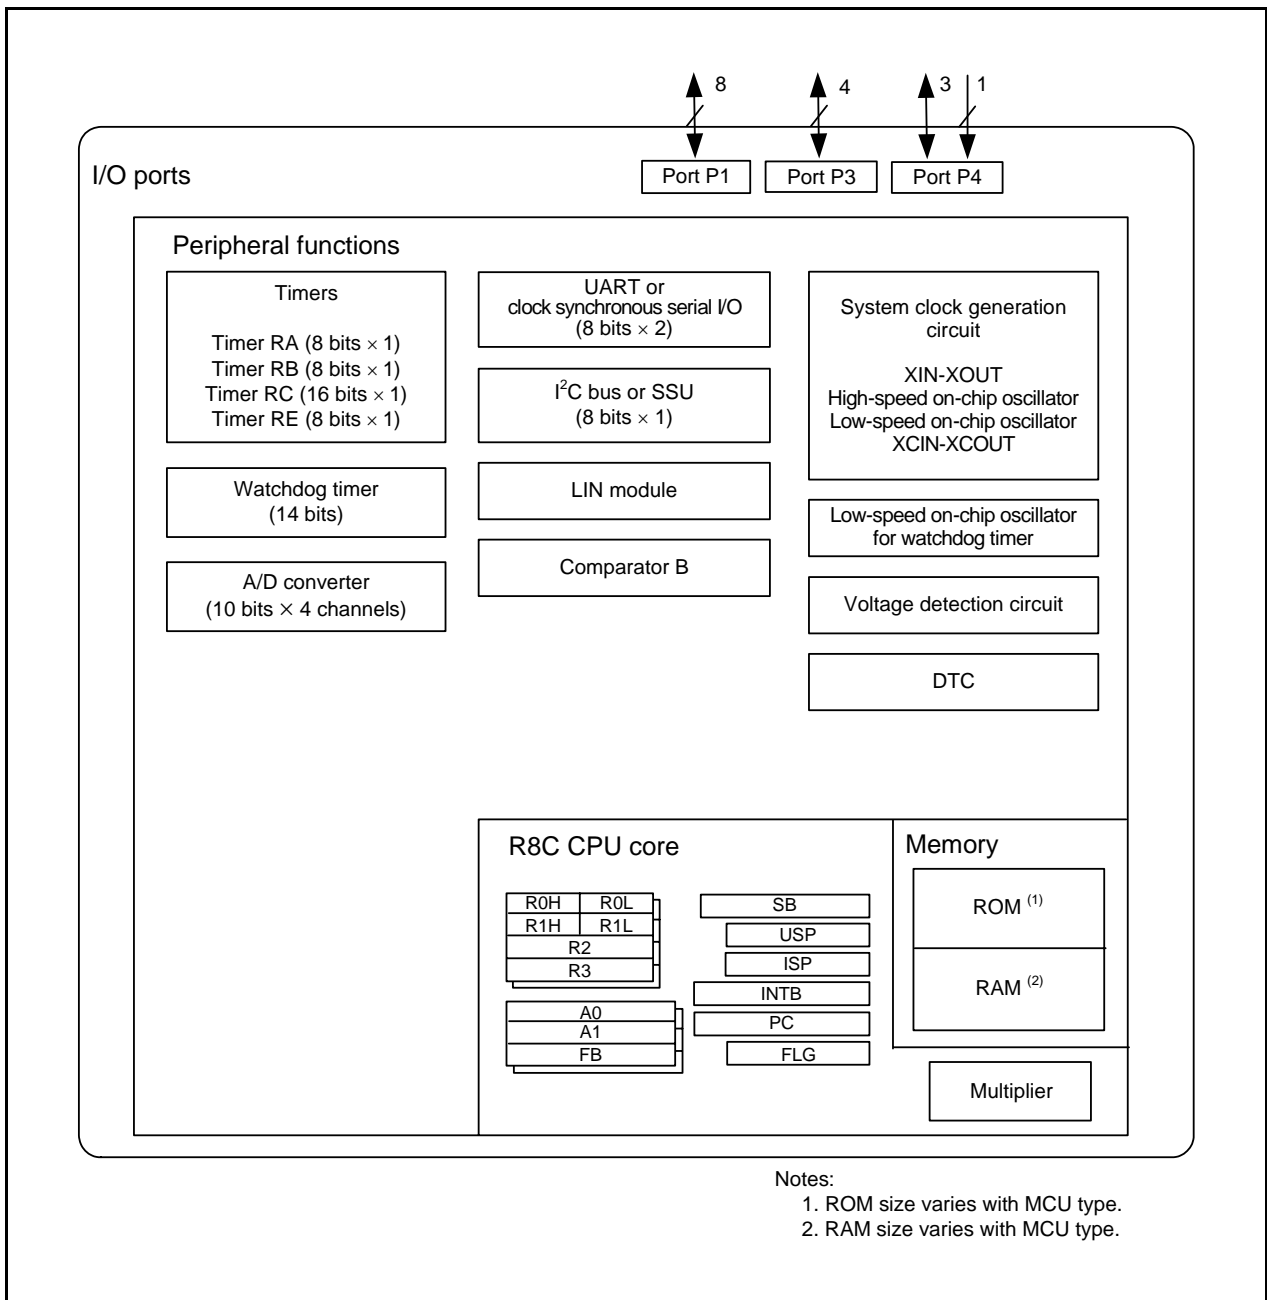 8
4
3
1
I/O ports
Port P1
Port P3
Port P4
Peripheral functions
Timers
Timer RA (8 bits × 1)
Timer RB (8 bits × 1)
Timer RC (16 bits × 1)
Timer RE (8 bits × 1)
Watchdog timer
(14 bits)
A/D converter
(10 bits × 4 channels)
UART or
clock synchronous serial I/O
(8 bits × 2)
I²C bus or SSU
(8 bits × 1)
LIN module
Comparator B
System clock generation
circuit
XIN-XOUT
High-speed on-chip oscillator
Low-speed on-chip oscillator
XCIN-XCOUT
Low-speed on-chip oscillator
for watchdog timer
Voltage detection circuit
DTC
R8C CPU core
R0H
R0L
R1H
R1L
R2
R3
A0
A1
FB
SB
USP
ISP
INTB
PC
FLG
Memory
ROM (1)
RAM (2)
Multiplier
Notes:
1. ROM size varies with MCU type.
2. RAM size varies with MCU type.